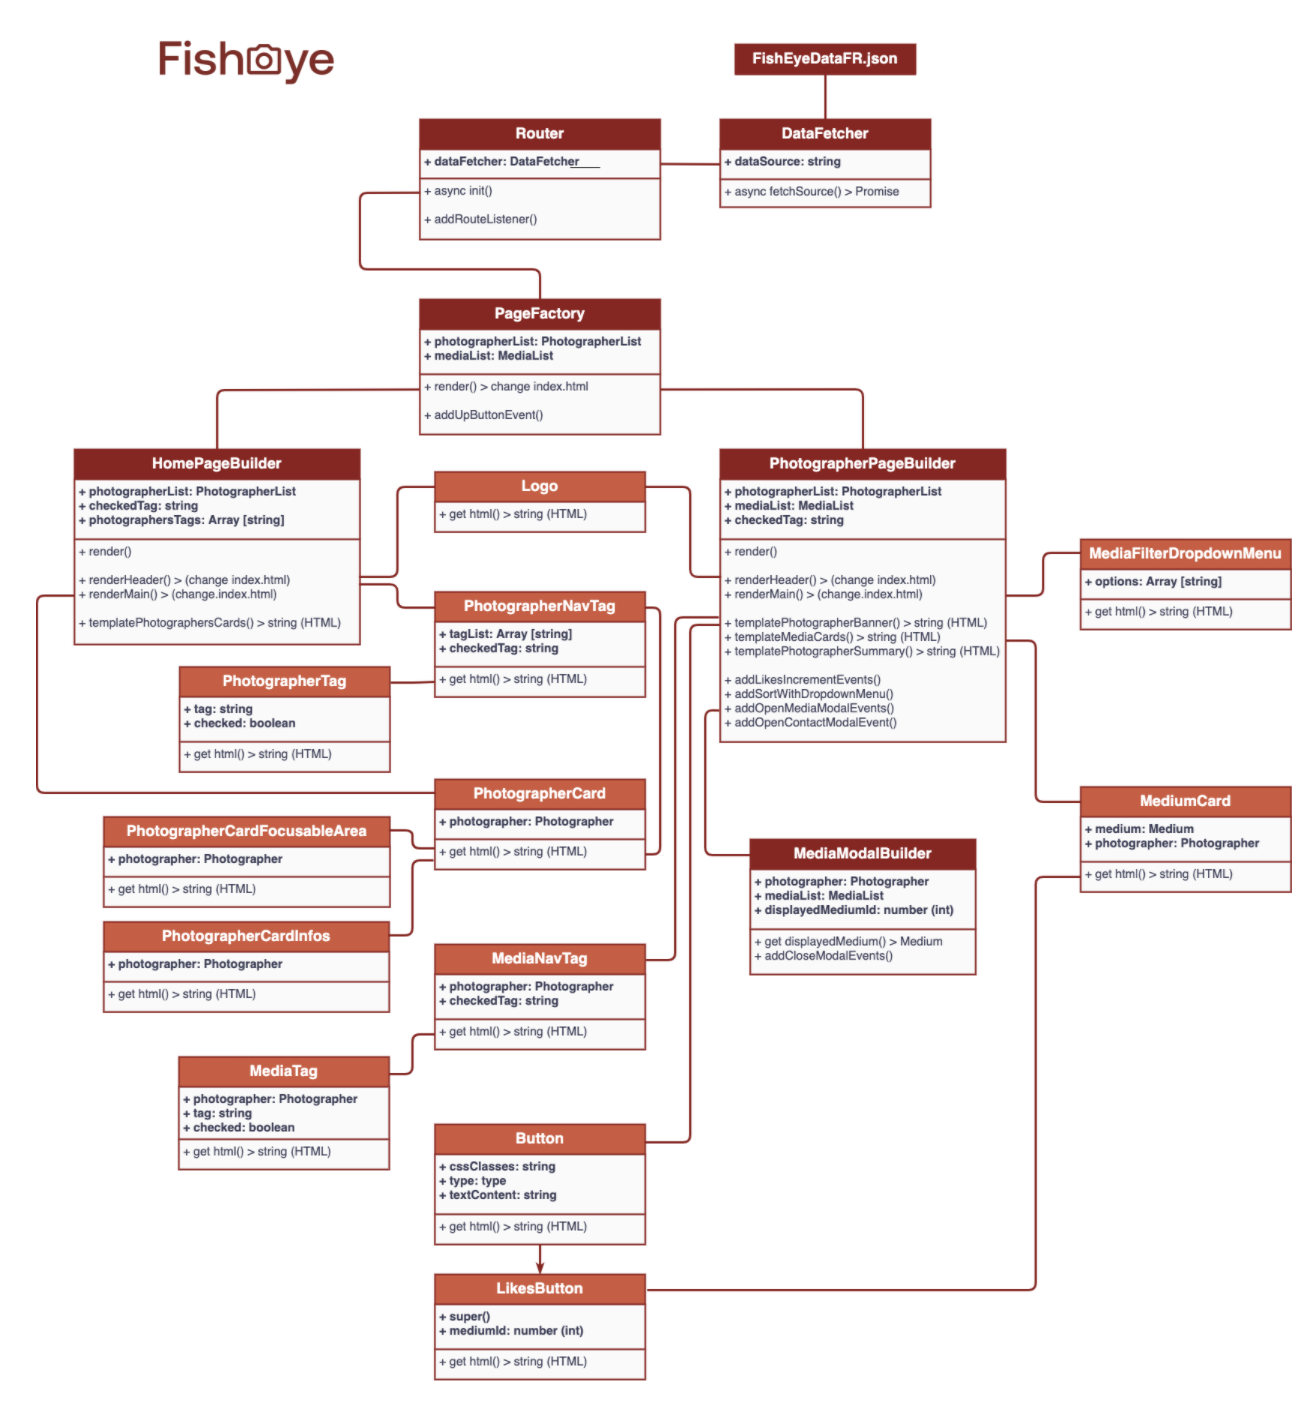 FishEye
FishEyeDataFR.json
Router
+ dataFetcher: DataFetcher
+ async init()
+ addRouteListener()
DataFetcher
+ dataSource: string
+ async fetchSource() > Promise
PageFactory
+ photographerList: PhotographerList
+ mediaList: MediaList
+ render() > change index.html
+ addUpButtonEvent()
HomePageBuilder
+ photographerList: PhotographerList
+ checkedTag: string
+ photographersTags: Array [string]
+ render()
+ renderHeader() > (change index.html)
+ renderMain() > (change.index.html)
+ templatePhotographersCards() > string (HTML)
Logo
+ get html() > string (HTML)
PhotographerPageBuilder
+ photographerList: PhotographerList
+ mediaList: MediaList
+ checkedTag: string
+ render()
+ renderHeader() > (change index.html)
+ renderMain() > (change.index.html)
+ templatePhotographerBanner() > string (HTML)
+ templateMediaCards() > string (HTML)
+ templatePhotographerSummary() > string (HTML)
+ addLikesIncrementEvents()
+ addSortWithDropdownMenu()
+ addOpenMediaModalEvents()
+ addOpenContactModalEvent()
MediaFilterDropdownMenu
+ options: Array [string]
+ get html() > string (HTML)
PhotographerNavTag
+ tagList: Array [string]
+ checkedTag: string
+ get html() > string (HTML)
PhotographerTag
+ tag: string
+ checked: boolean
+ get html() > string (HTML)
PhotographerCard
+ photographer: Photographer
+ get html() > string (HTML)
PhotographerCardFocusableArea
+ photographer: Photographer
+ get html() > string (HTML)
PhotographerCardInfos
+ photographer: Photographer
+ get html() > string (HTML)
MediumCard
+ medium: Medium
+ photographer: Photographer
+ get html() > string (HTML)
MediaModalBuilder
+ photographer: Photographer
+ mediaList: MediaList
+ displayedMediumId: number (int)
+ get displayedMedium() > Medium
+ addCloseModalEvents()
MediaNavTag
+ photographer: Photographer
+ checkedTag: string
+ get html() > string (HTML)
MediaTag
+ photographer: Photographer
+ tag: string
+ checked: boolean
+ get html() > string (HTML)
Button
+ cssClasses: string
+ type: type
+ textContent: string
+ get html() > string (HTML)
LikesButton
+ super()
+ mediumId: number (int)
+ get html() > string (HTML)